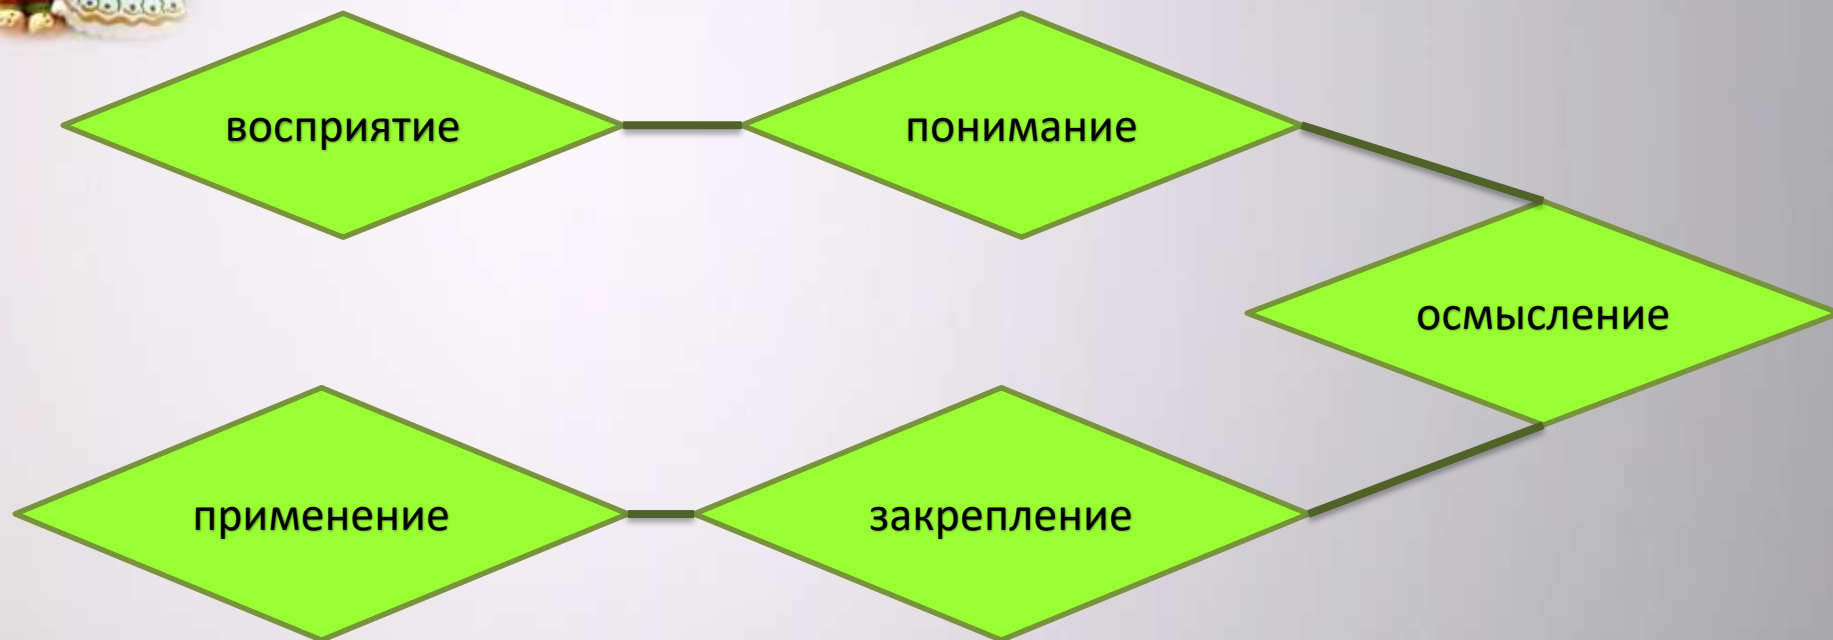 восприятие
понимание
осмысление
закрепление
применение